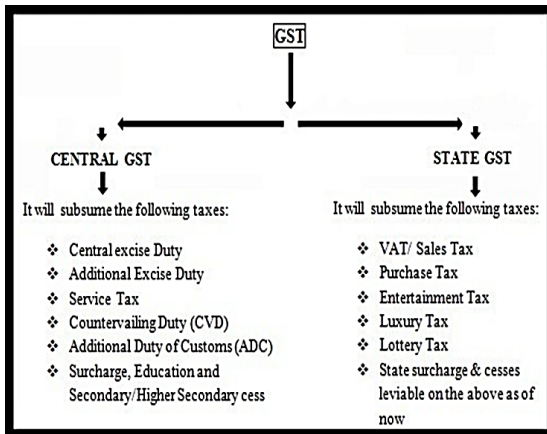 GST
CENTRAL GST
It will subsume the following taxes:
❖ Central excise Duty
❖ Additional Excise Duty
❖ Service Tax
❖ Countervailing Duty (CVD)
❖ Additional Duty of Customs (ADC)
❖ Surcharge, Education and
Secondary/Higher Secondary cess
STATE GST
It will subsume the following taxes:
❖ VAT/ Sales Tax
❖ Purchase Tax
❖ Entertainment Tax
❖ Luxury Tax
❖ Lottery Tax
❖ State surcharge & cesses
leviable on the above as of
now